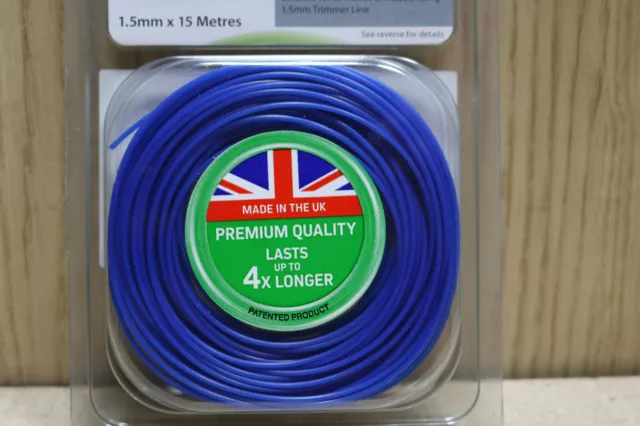 1.5mm x 15 Metres
1.5mm Trimmer Line
See reverse for details
MADE IN THE UK
PREMIUM QUALITY
LASTS
UP TO
4x LONGER
PATENTED PRODUCT